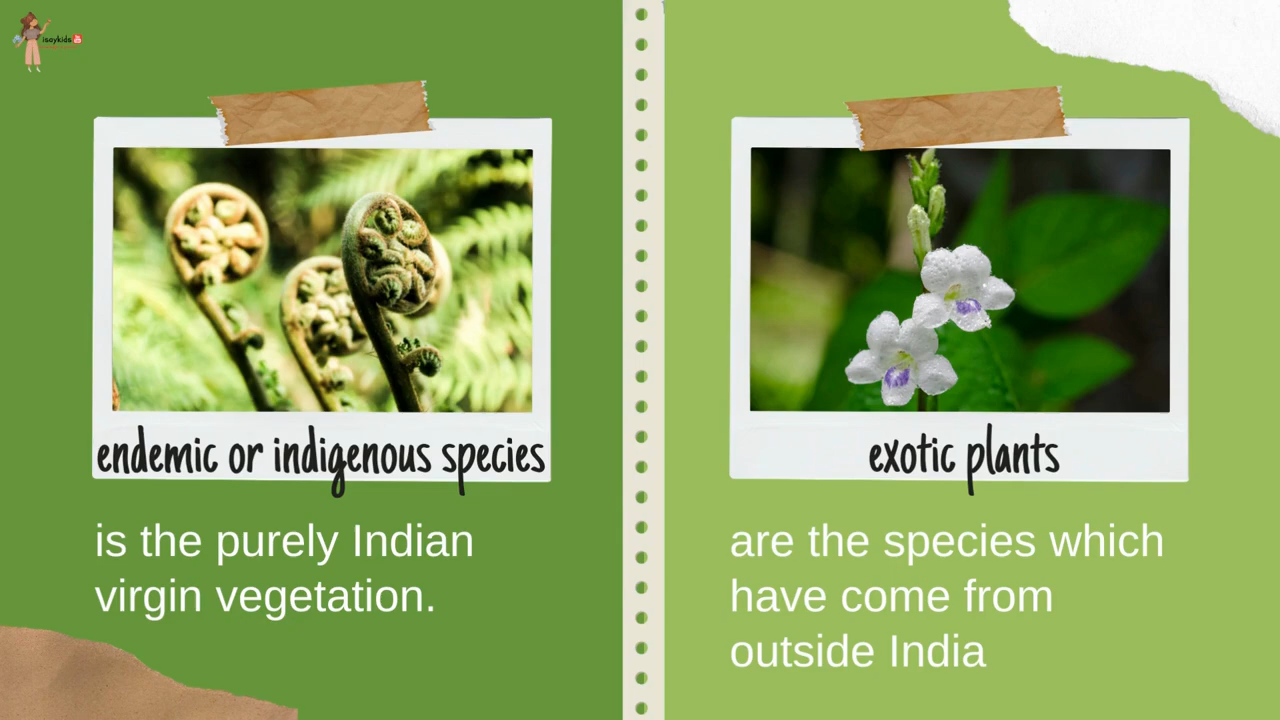 isaykids
endemic or indigenous species
is the purely Indian
virgin vegetation.
exotic plants
are the species which
have come from
outside India